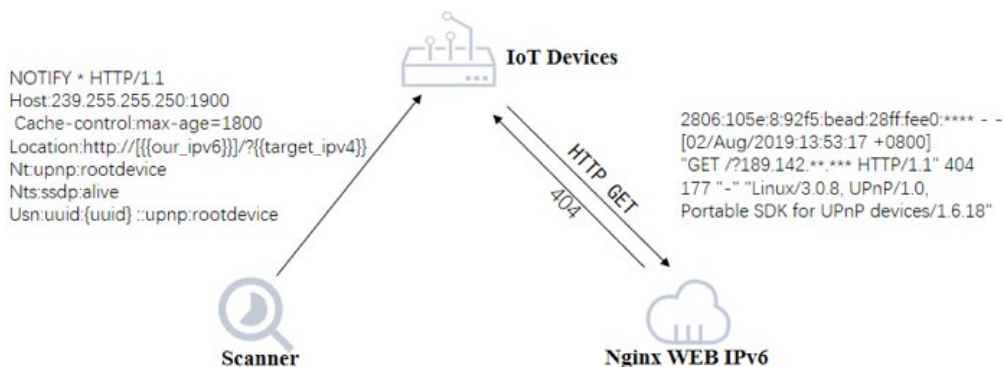 IoT Devices
NOTIFY * HTTP/1.1
Host:239.255.255.250:1900
Cache-control:max-age=1800
Location:http://[{{{our_ipv6}}}]/?{{target_ipv4}}
Nt:upnp:rootdevice
Nts:ssdp:alive
Usn:uuid:{uuid} ::upnp:rootdevice
HTTP GET
404
2806:105e:8:92f5:bead:28ff:fee0:**** - -
[02/Aug/2019:13:53:17 +0800]
"GET /?189.142.**.*** HTTP/1.1" 404
177 "-" "Linux/3.0.8, UPnP/1.0,
Portable SDK for UPnP devices/1.6.18"
Scanner
Nginx WEB IPv6